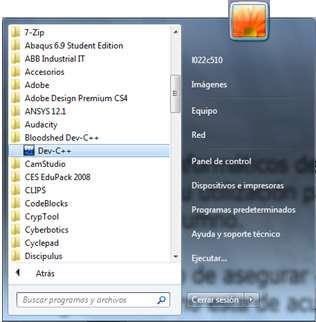 7-Zip
Abaqus 6.9 Student Edition
ABB Industrial IT
Accesorios
Adobe
Adobe Design Premium CS4
ANSYS 12.1
Audacity
Bloodshed Dev-C++
Dev-C++
CamStudio
CES EduPack 2008
CLIPS
CodeBlocks
CrypTool
Cyberbotics
Cyclepad
Discipulus
Atrás
Buscar programas y archivos
l022c510
Imágenes
Equipo
Red
Panel de control
Dispositivos e impresoras
Programas predeterminados
Ayuda y soporte técnico
Ejecutar...
Cerrar sesión